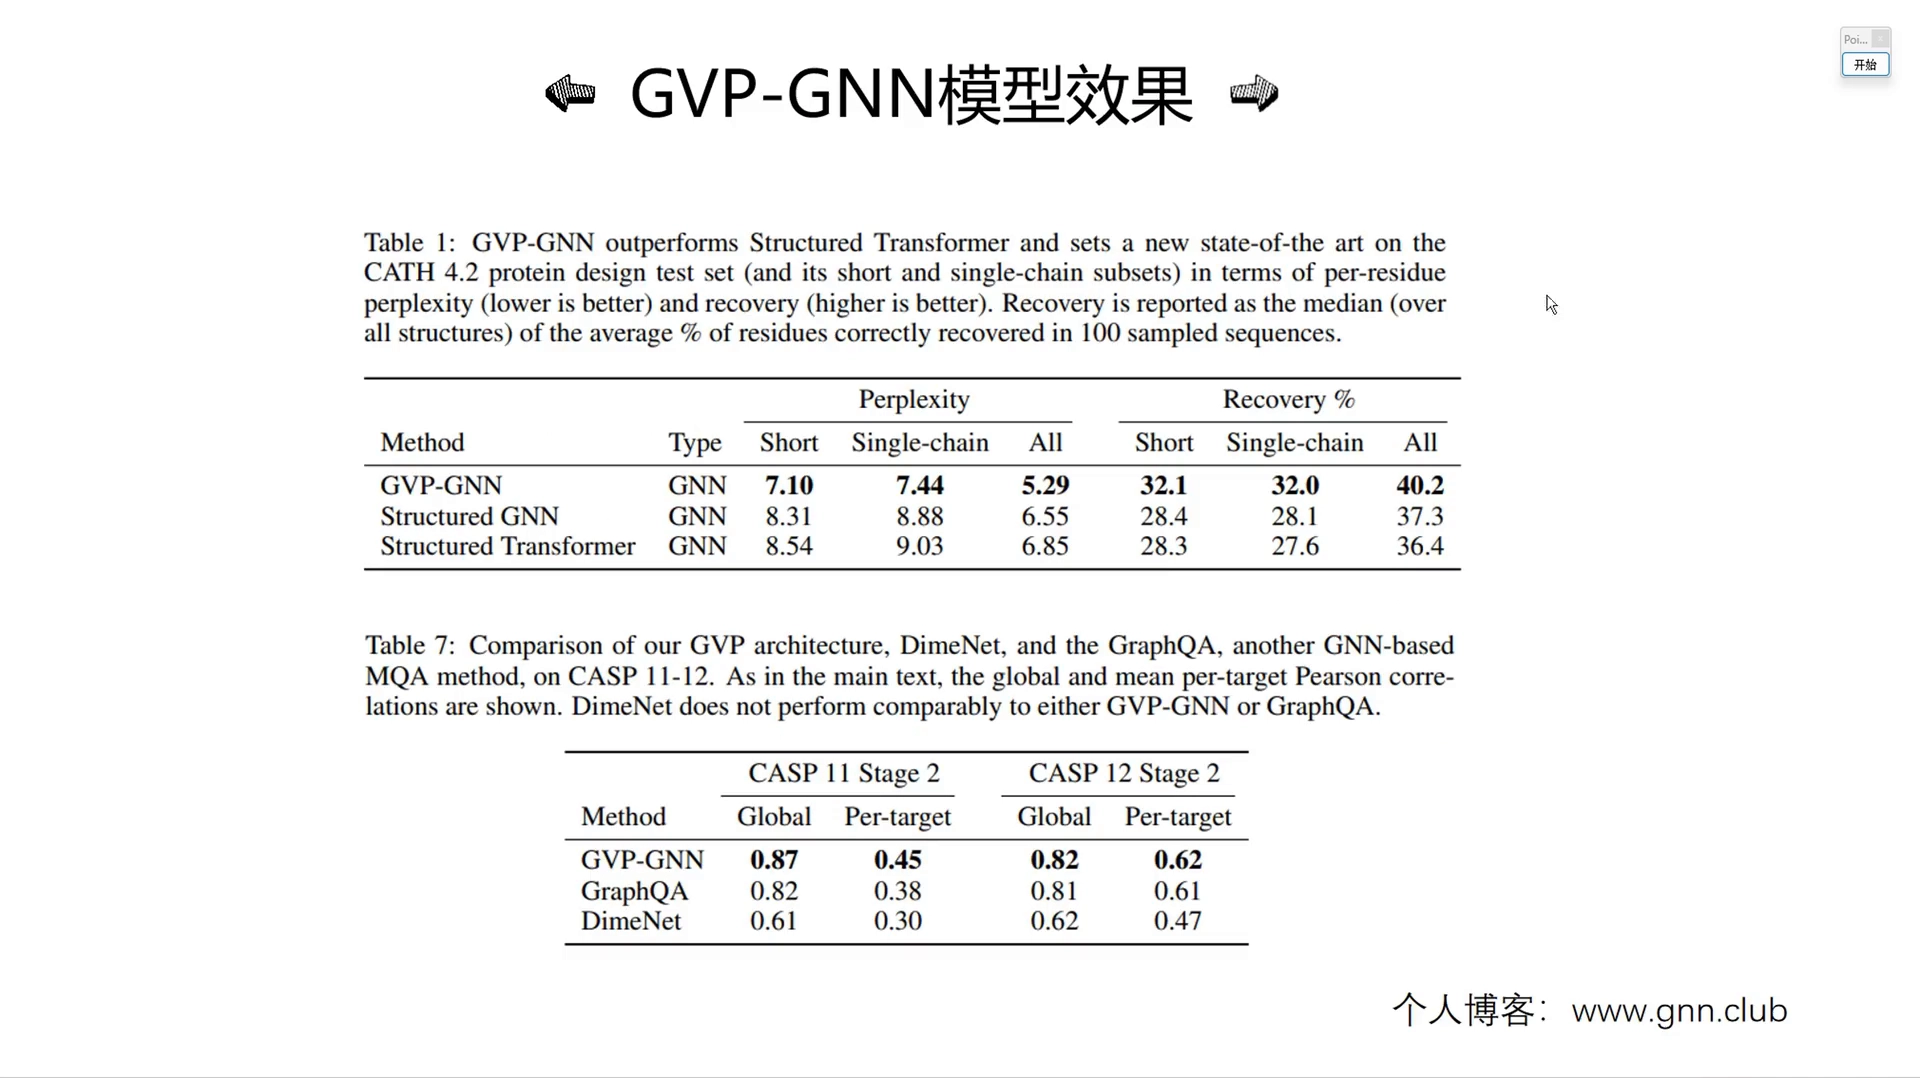 Poi...
开始
GVP-GNN模型效果
Table 1: GVP-GNN outperforms Structured Transformer and sets a new state-of-the art on the
CATH 4.2 protein design test set (and its short and single-chain subsets) in terms of per-residue
perplexity (lower is better) and recovery (higher is better). Recovery is reported as the median (over
all structures) of the average % of residues correctly recovered in 100 sampled sequences.
Perplexity Recovery %
Method Type Short Single-chain All Short Single-chain All
GVP-GNN GNN 7.10 7.44 5.29 32.1 32.0 40.2
Structured GNN GNN 8.31 8.88 6.55 28.4 28.1 37.3
Structured Transformer GNN 8.54 9.03 6.85 28.3 27.6 36.4
Table 7: Comparison of our GVP architecture, DimeNet, and the GraphQA, another GNN-based
MQA method, on CASP 11-12. As in the main text, the global and mean per-target Pearson corre-
lations are shown. DimeNet does not perform comparably to either GVP-GNN or GraphQA.
CASP 11 Stage 2 CASP 12 Stage 2
Method Global Per-target Global Per-target
GVP-GNN 0.87 0.45 0.82 0.62
GraphQA 0.82 0.38 0.81 0.61
DimeNet 0.61 0.30 0.62 0.47
个人博客：www.gnn.club